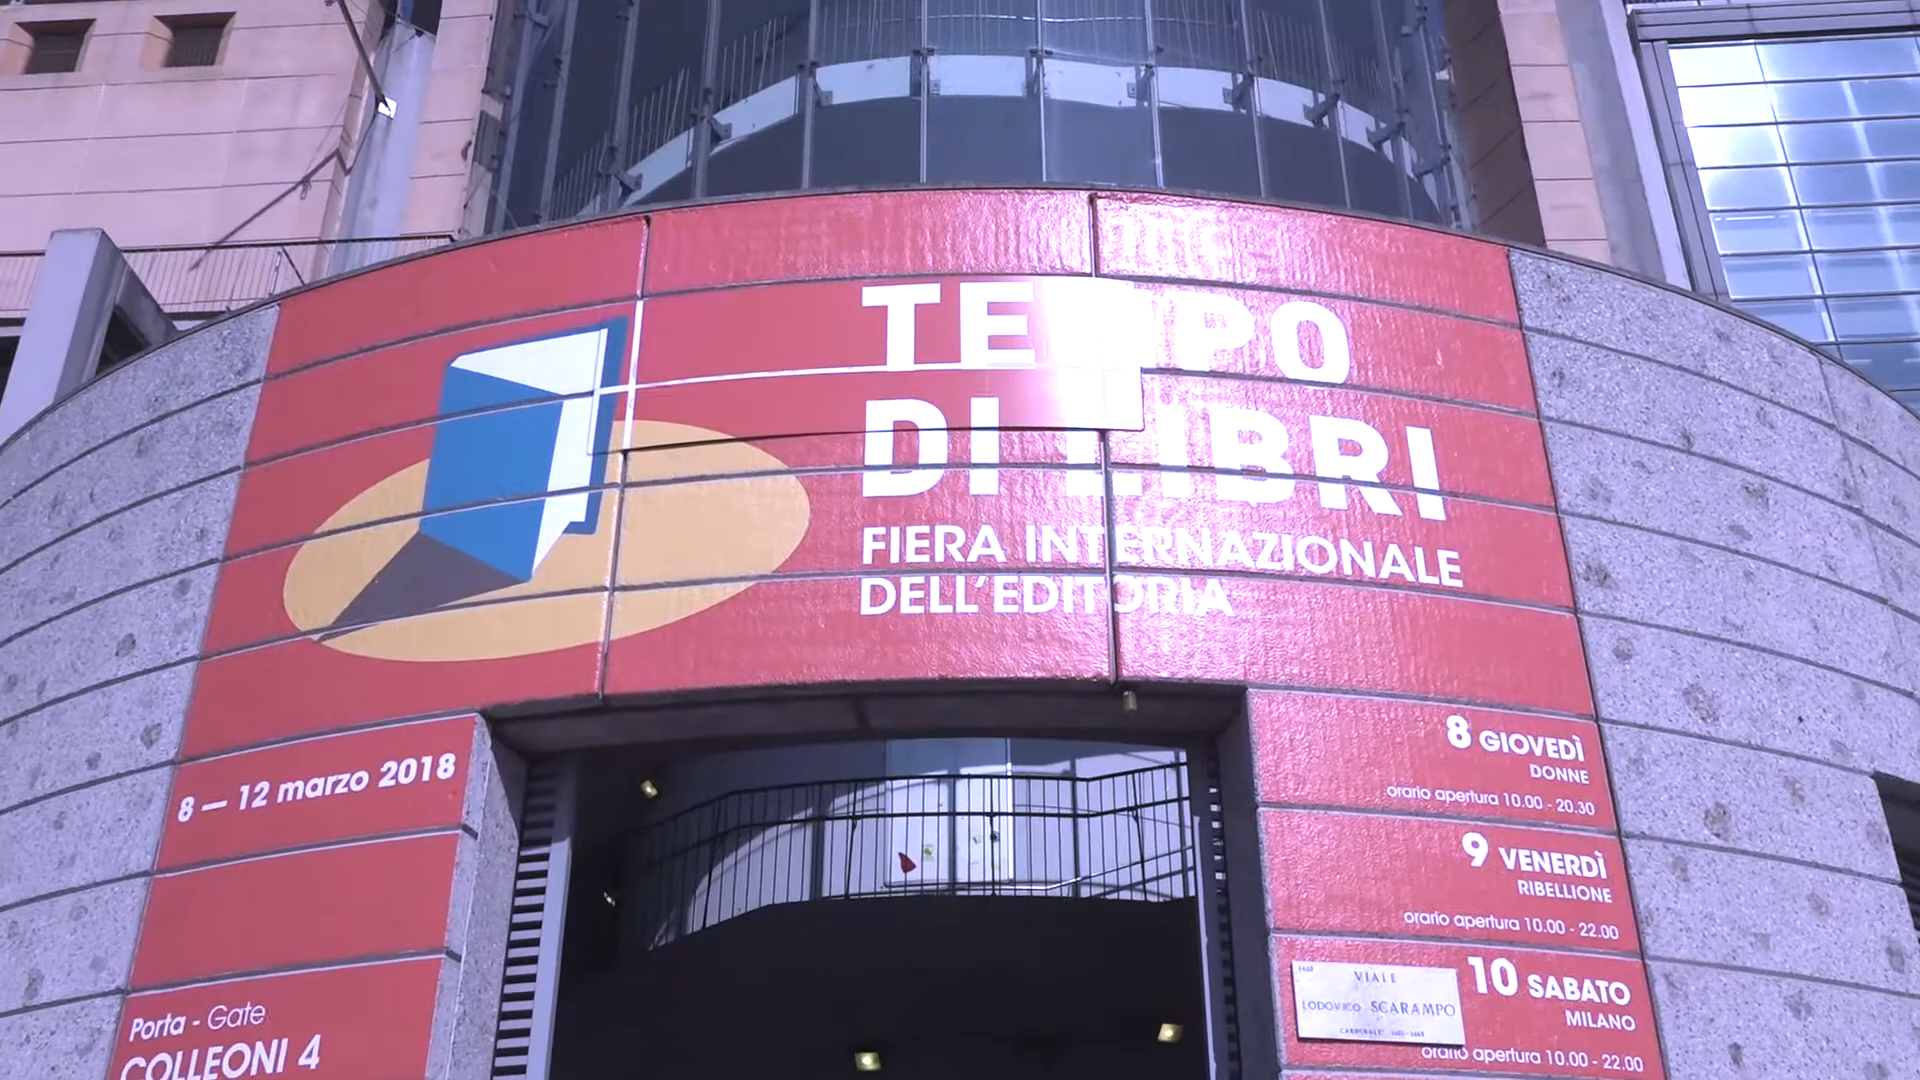 TEMPO
DI LIBRI
FIERA INTERNAZIONALE
DELL'EDITORIA
8 — 12 marzo 2018
Porta - Gate
COLLEONI 4
8 GIOVEDÌ
DONNE
orario apertura 10.00 - 20.30
9 VENERDÌ
RIBELLIONE
orario apertura 10.00 - 22.00
10 SABATO
MILANO
orario apertura 10.00 - 22.00
VIALE
LODOVICO SCARAMPO